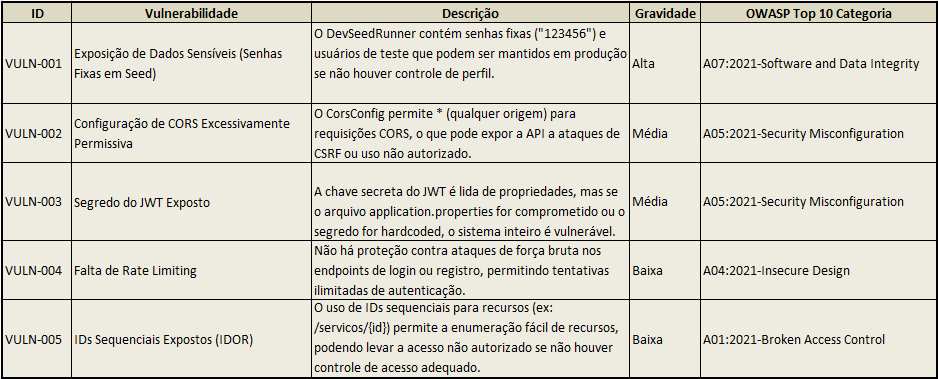 ID Vulnerabilidade Descrição Gravidade OWASP Top 10 Categoria
VULN-001 Exposição de Dados Sensíveis (Senhas
Fixas em Seed)
O DevSeedRunner contém senhas fixas ("123456") e
usuários de teste que podem ser mantidos em produção
se não houver controle de perfil.
Alta A07:2021-Software and Data Integrity
VULN-002 Configuração de CORS Excessivamente
Permissiva
O CorsConfig permite * (qualquer origem) para
requisições CORS, o que pode expor a API a ataques de
CSRF ou uso não autorizado.
Média A05:2021-Security Misconfiguration
VULN-003 Segredo do JWT Exposto
A chave secreta do JWT é lida de propriedades, mas se
o arquivo application.properties for comprometido ou o
segredo for hardcoded, o sistema inteiro é vulnerável.
Média A05:2021-Security Misconfiguration
VULN-004 Falta de Rate Limiting
Não há proteção contra ataques de força bruta nos
endpoints de login ou registro, permitindo tentativas
ilimitadas de autenticação.
Baixa A04:2021-Insecure Design
VULN-005 IDs Sequenciais Expostos (IDOR)
O uso de IDs sequenciais para recursos (ex:
/servicos/{id}) permite a enumeração fácil de recursos,
podendo levar a acesso não autorizado se não houver
controle de acesso adequado.
Baixa A01:2021-Broken Access Control